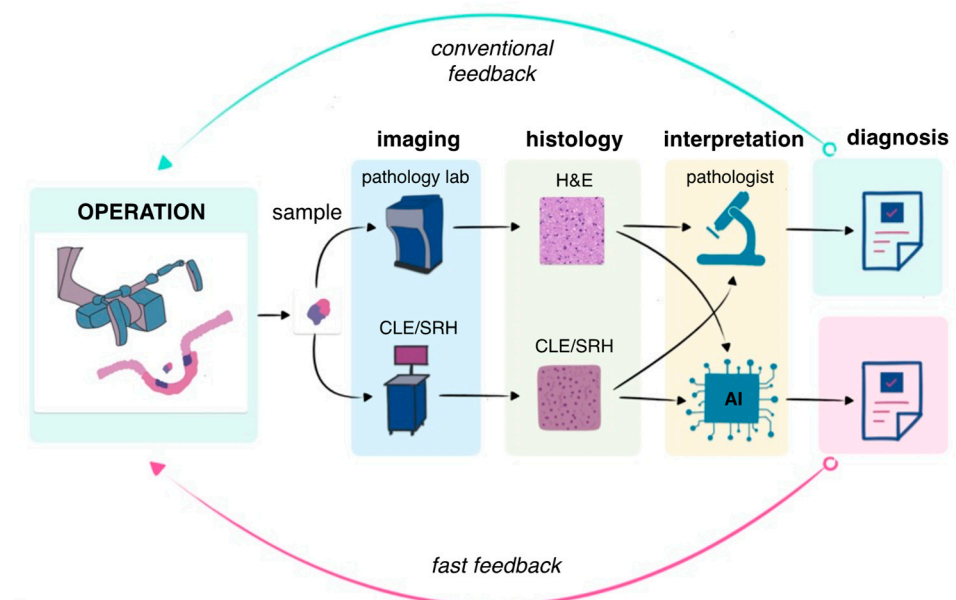 conventional
feedback
imaging
histology
interpretation
diagnosis
pathology lab
H&E
pathologist
OPERATION
sample
CLE/SRH
CLE/SRH
AI
fast feedback